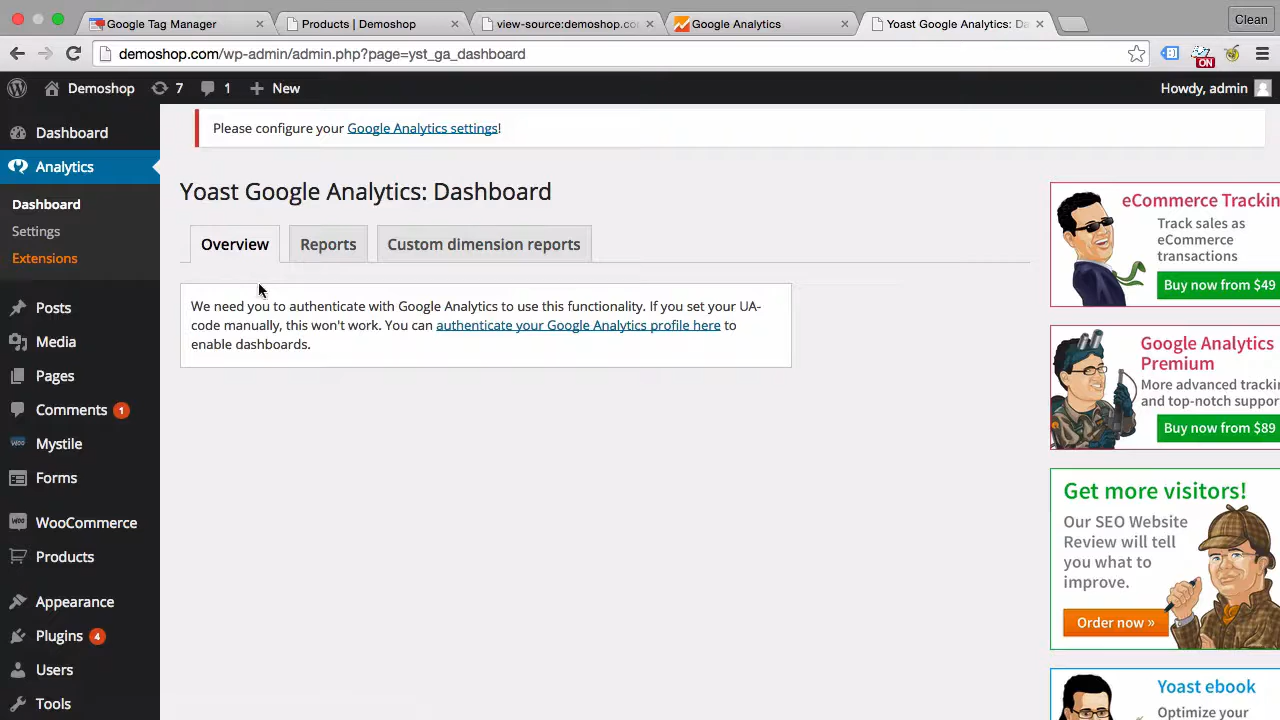 Google Tag Manager
Products | Demoshop
view-source:demoshop.co
Google Analytics
Yoast Google Analytics: Da
Clean
demoshop.com/wp-admin/admin.php?page=yst_ga_dashboard
ON
Demoshop
7
1
New
Howdy, admin
Dashboard
Analytics
Dashboard
Settings
Extensions
Posts
Media
Pages
Comments 1
Mystile
Forms
WooCommerce
Products
Appearance
Plugins 4
Users
Tools
Please configure your Google Analytics settings!
Yoast Google Analytics: Dashboard
Overview
Reports
Custom dimension reports
We need you to authenticate with Google Analytics to use this functionality. If you set your UA-
code manually, this won't work. You can authenticate your Google Analytics profile here to
enable dashboards.
eCommerce Trackin
Track sales as
eCommerce
transactions
Buy now from $49
Google Analytics
Premium
More advanced trackin
and top-notch suppor
Buy now from $89
Get more visitors!
Our SEO Website
Review will tell
you what to
improve.
Order now »
Yoast ebook
Optimize your